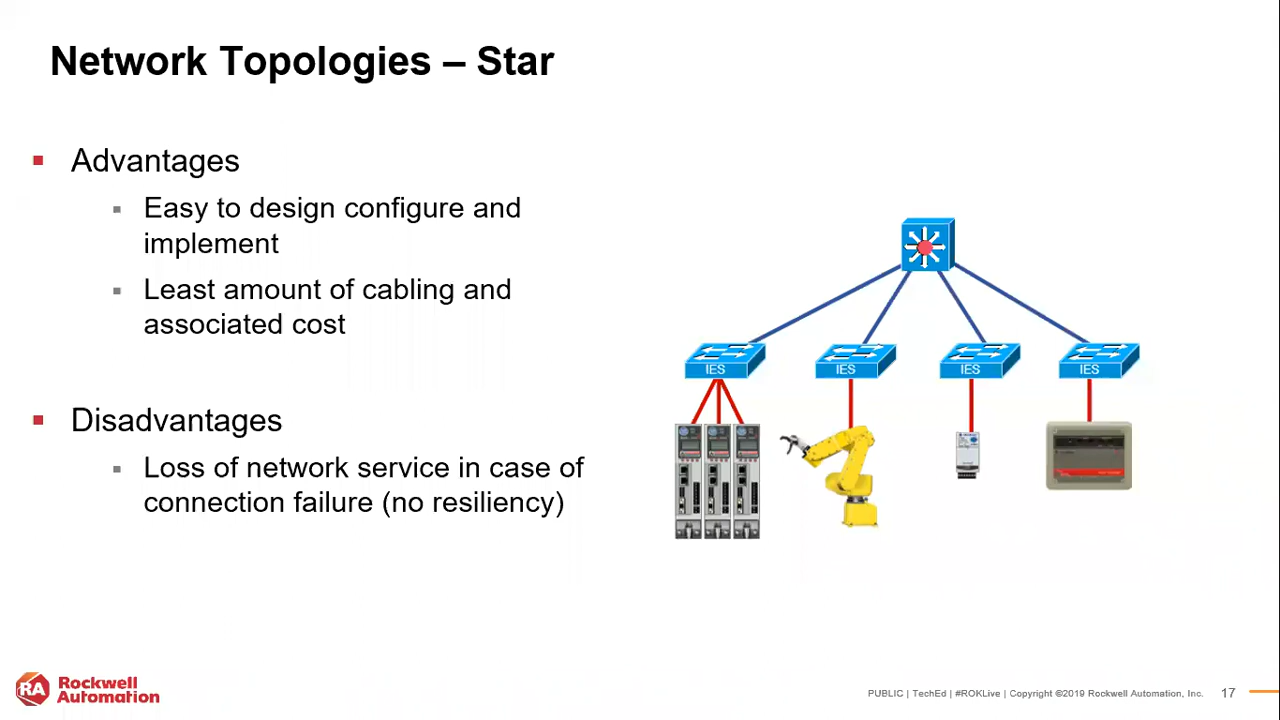 Network Topologies – Star
Advantages
Easy to design configure and
implement
Least amount of cabling and
associated cost
Disadvantages
Loss of network service in case of
connection failure (no resiliency)
IES
IES
IES
IES
RA
Rockwell
Automation
PUBLIC | TechEd | #ROKLive | Copyright ©2019 Rockwell Automation, Inc.
17